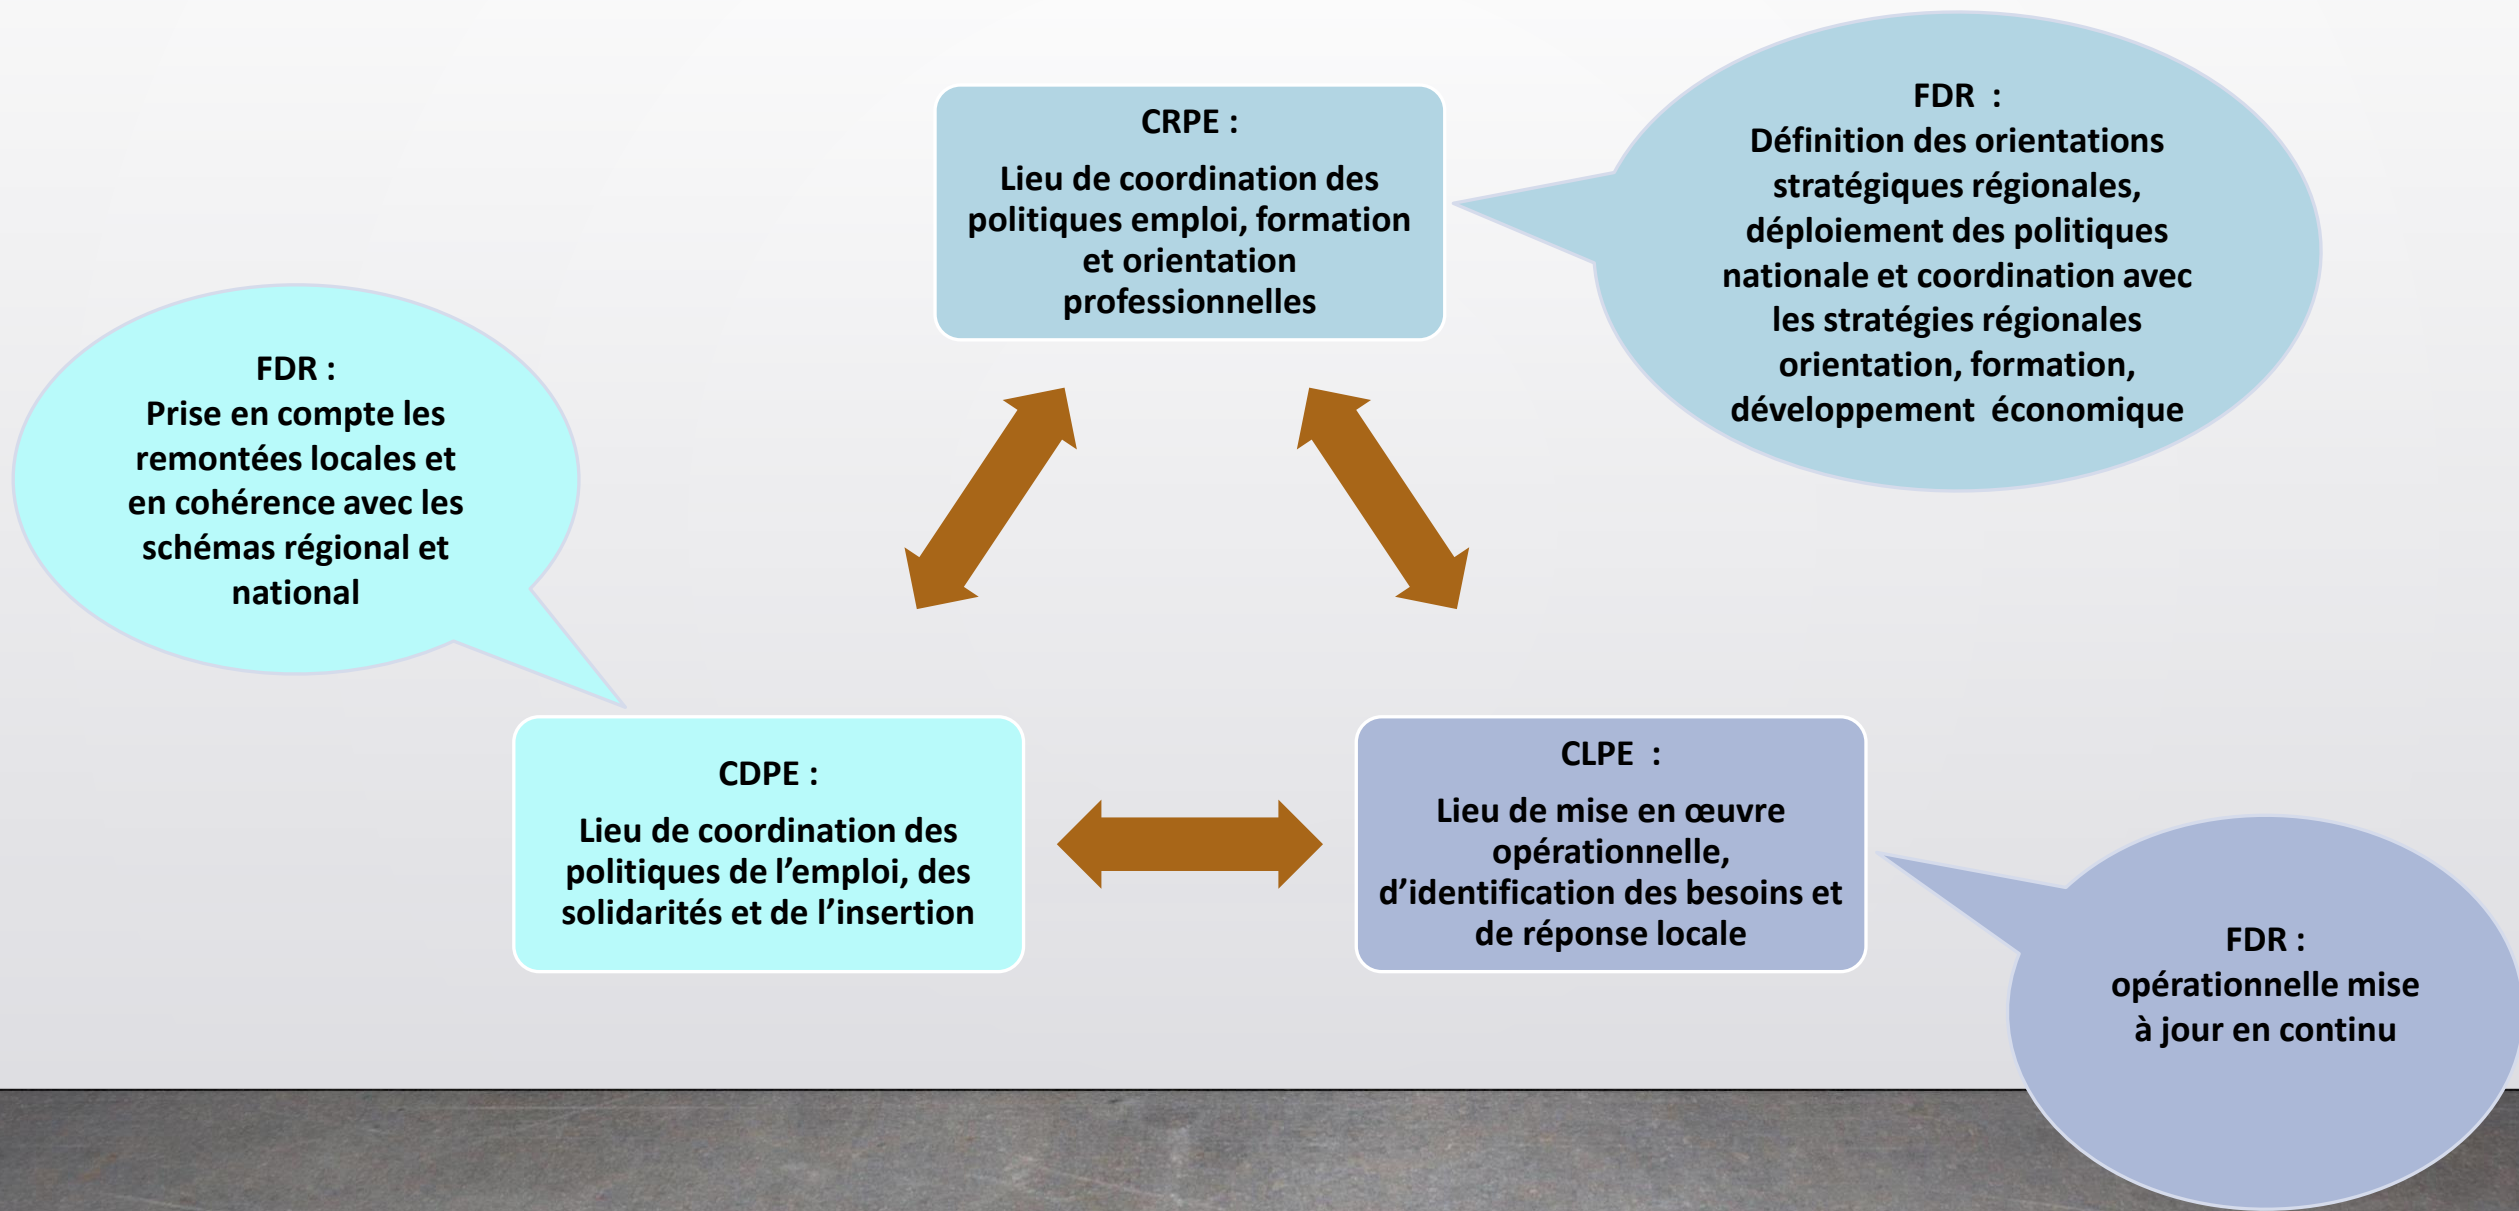 CRPE :
Lieu de coordination des
politiques emploi, formation
et orientation
professionnelles
FDR :
Définition des orientations
stratégiques régionales,
déploiement des politiques
nationale et coordination avec
les stratégies régionales
orientation, formation,
développement économique
FDR :
Prise en compte les
remontées locales et
en cohérence avec les
schémas régional et
national
CDPE :
Lieu de coordination des
politiques de l’emploi, des
solidarités et de l’insertion
CLPE :
Lieu de mise en œuvre
opérationnelle,
d’identification des besoins et
de réponse locale
FDR :
opérationnelle mise
à jour en continu